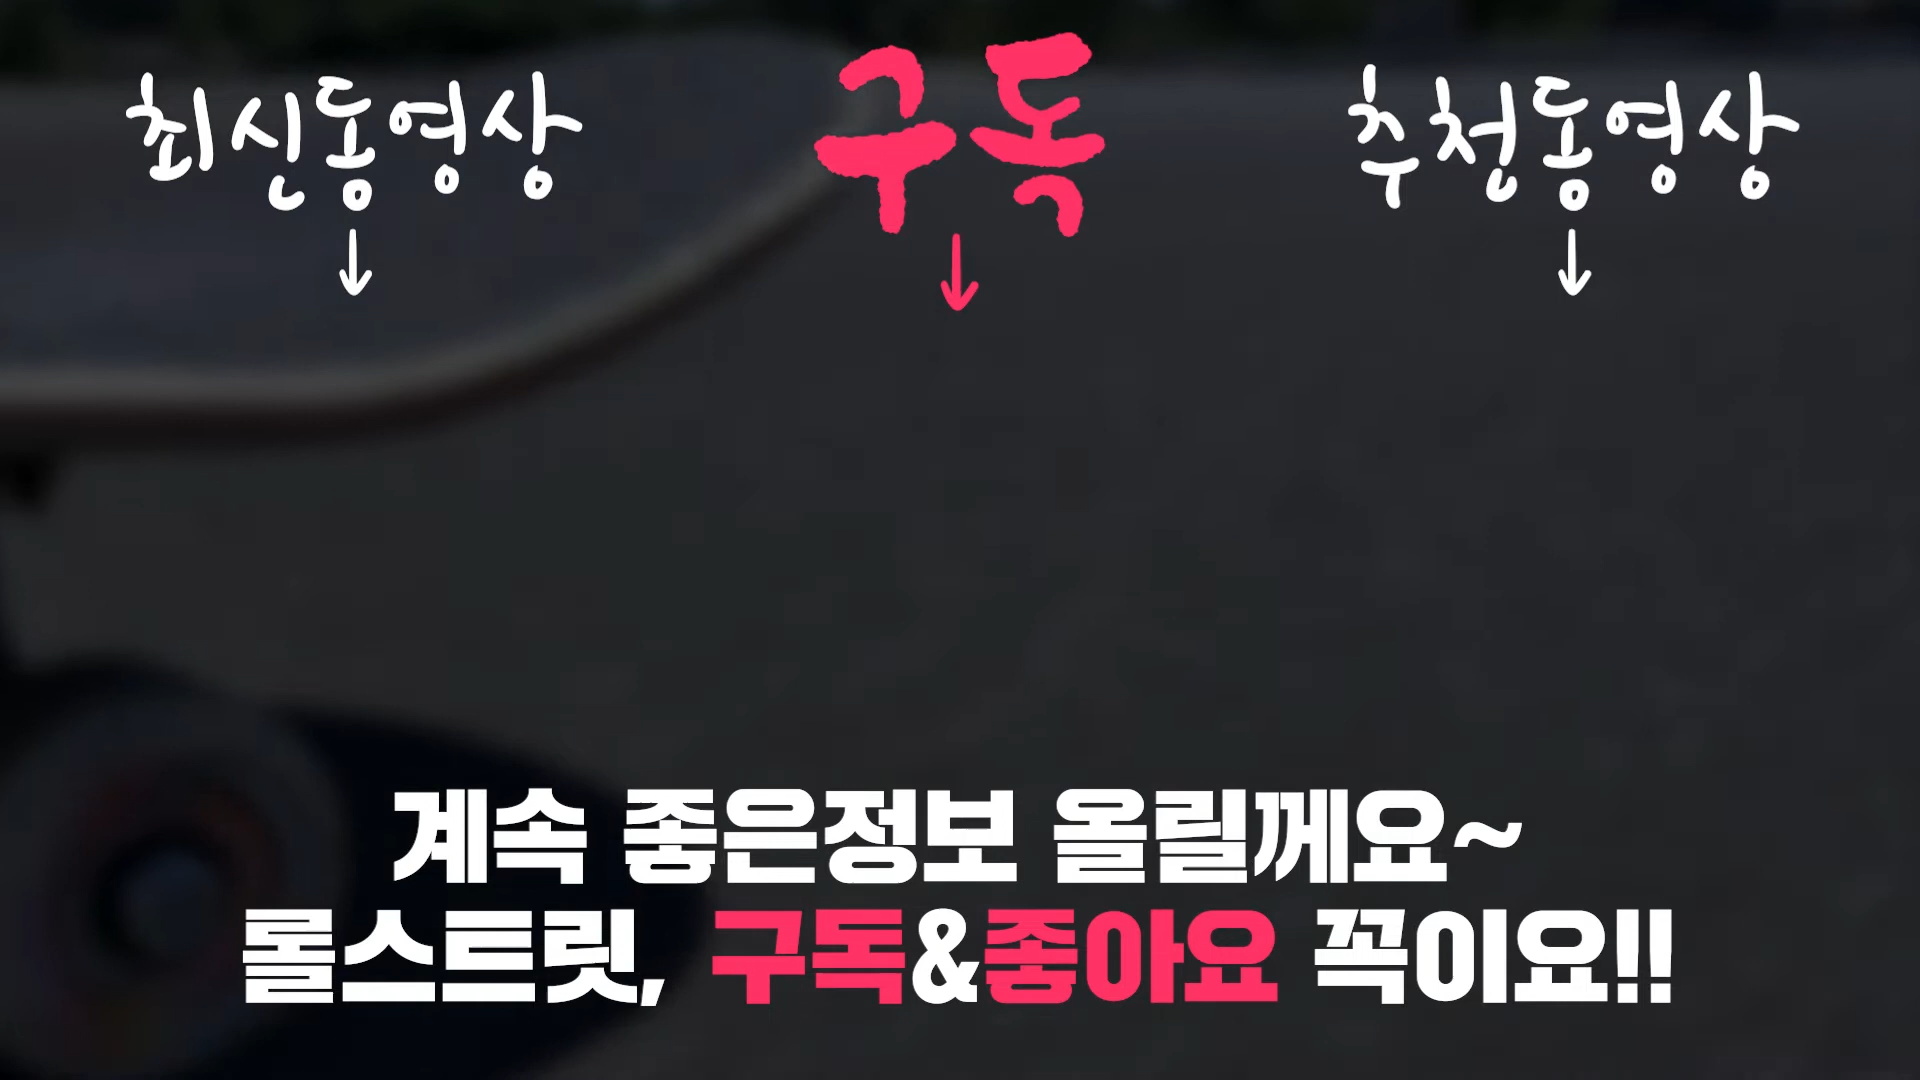 최신동영상
구독
추천동영상
계속 좋은정보 올릴께요~
롤스트릿, 구독&좋아요 꼭이요!!